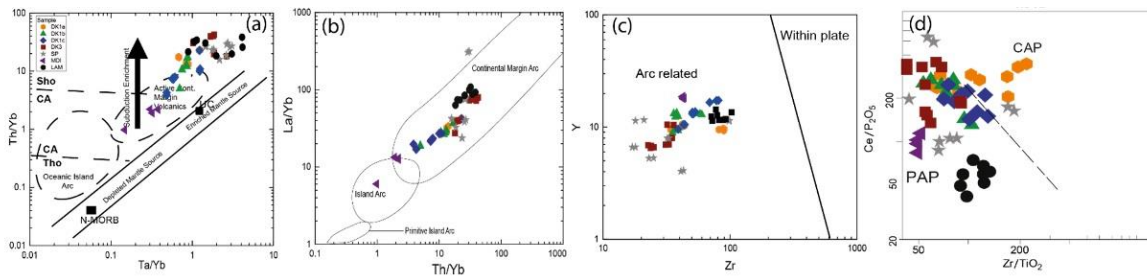 (a)
Sample
DK1a
DK1b
DK1c
DK3
SP
MDI
LAM
Th/Yb
100
10
1
0.1
0.01
Sho
CA
CA
Tho
Subduction Enrichment
Active Cont.
Margin
Volcanics
UC
Enriched Mantle Source
Oceanic Island
Arc
Depleted Mantle Source
N-MORB
0.01
0.1
1
10
Ta/Yb
(b)
La/Yb
1000
100
10
1
Continental Margin Arc
Island Arc
Primitive Island Arc
0.1
1
10
100
1000
Th/Yb
(c)
Y
100
10
1
Within plate
Arc related
10
100
1000
Zr
(d)
Ce/P₂O₅
200
50
20
CAP
PAP
50
100
200
Zr/TiO₂